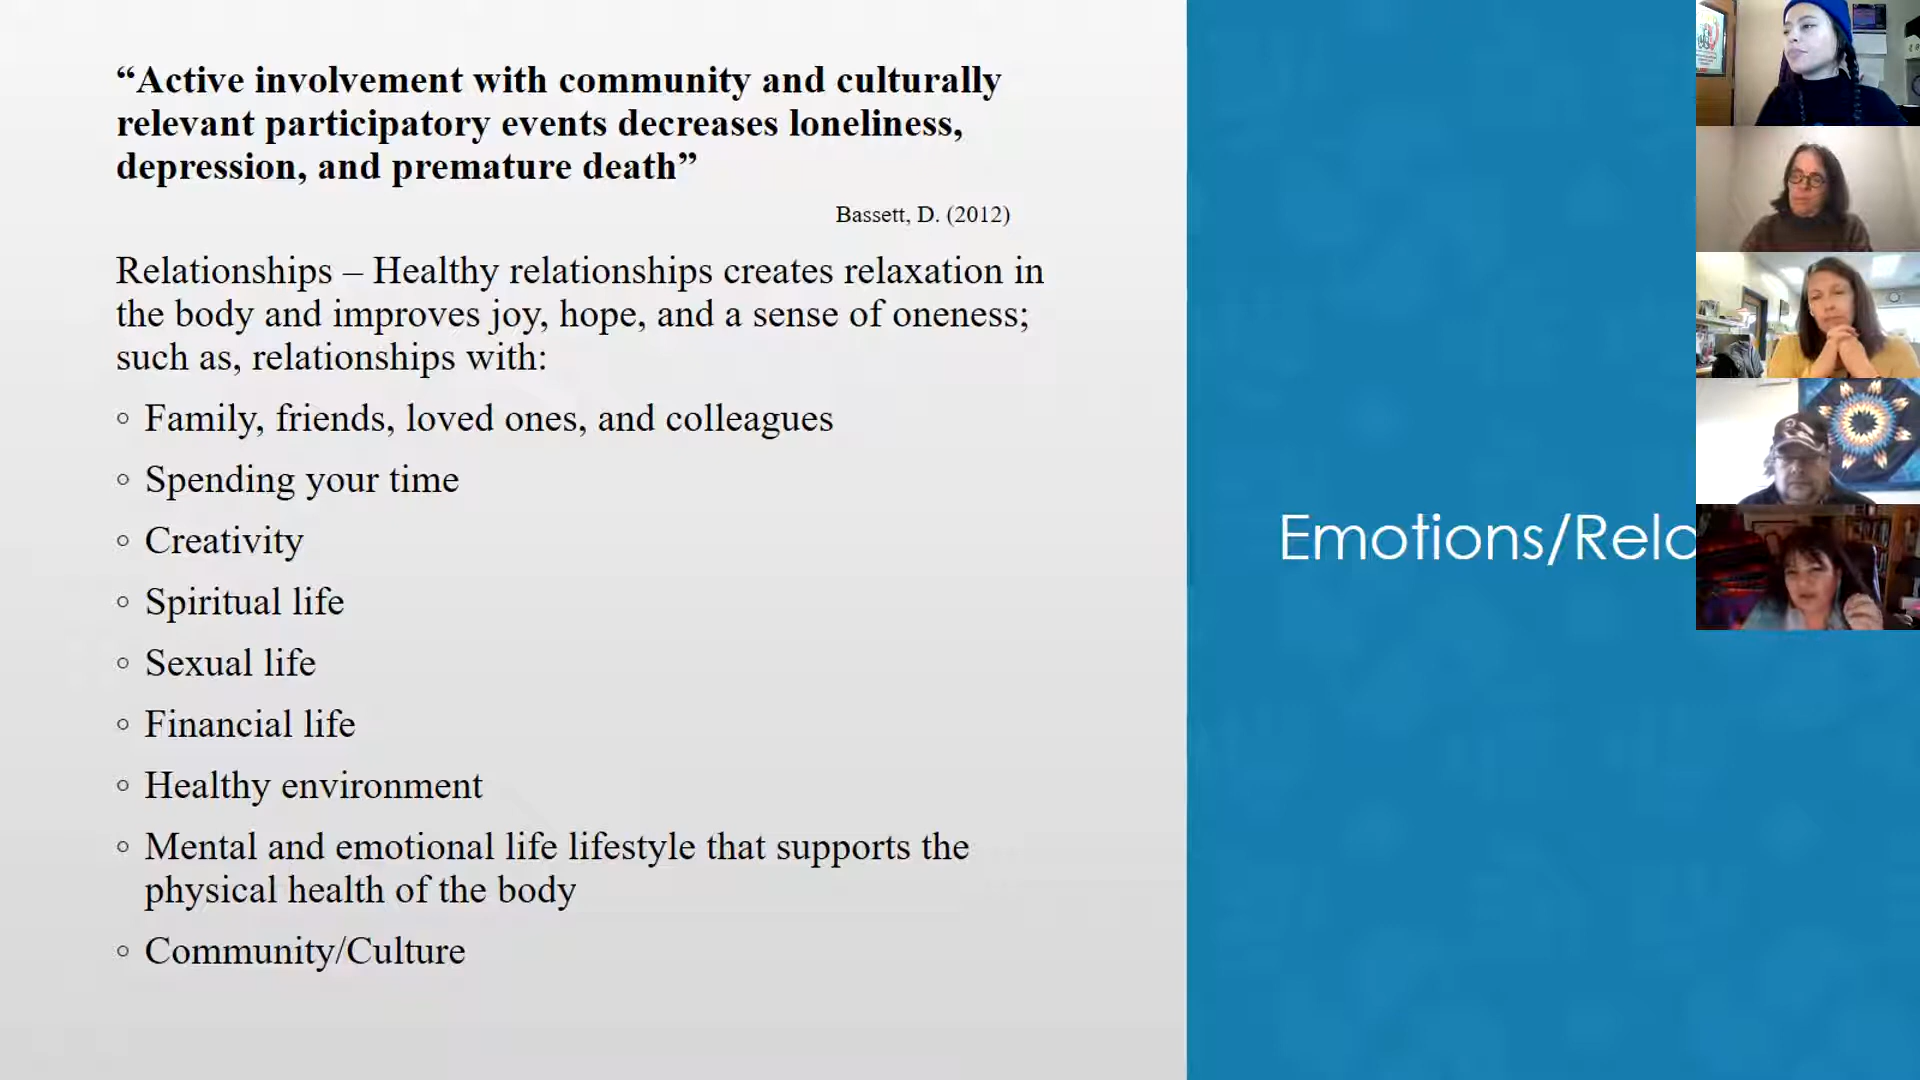 “Active involvement with community and culturally
relevant participatory events decreases loneliness,
depression, and premature death”
Bassett, D. (2012)
Relationships – Healthy relationships creates relaxation in
the body and improves joy, hope, and a sense of oneness;
such as, relationships with:
◦ Family, friends, loved ones, and colleagues
◦ Spending your time
◦ Creativity
◦ Spiritual life
◦ Sexual life
◦ Financial life
◦ Healthy environment
◦ Mental and emotional life lifestyle that supports the
physical health of the body
◦ Community/Culture
Emotions/Rela